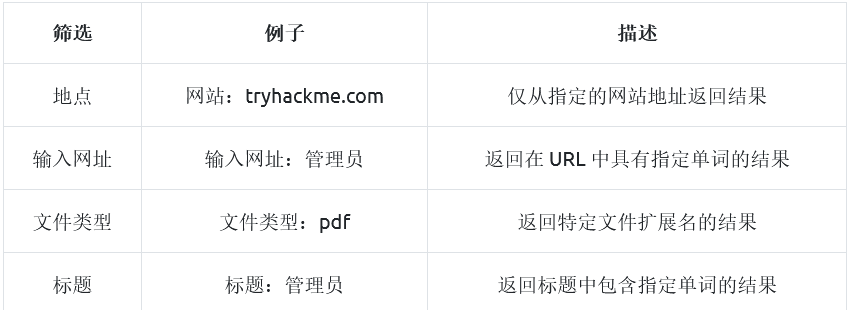 筛选 例子 描述
地点 网站：tryhackme.com 仅从指定的网站地址返回结果
输入网址 输入网址：管理员 返回在 URL 中具有指定单词的结果
文件类型 文件类型：pdf 返回特定文件扩展名的结果
标题 标题：管理员 返回标题中包含指定单词的结果